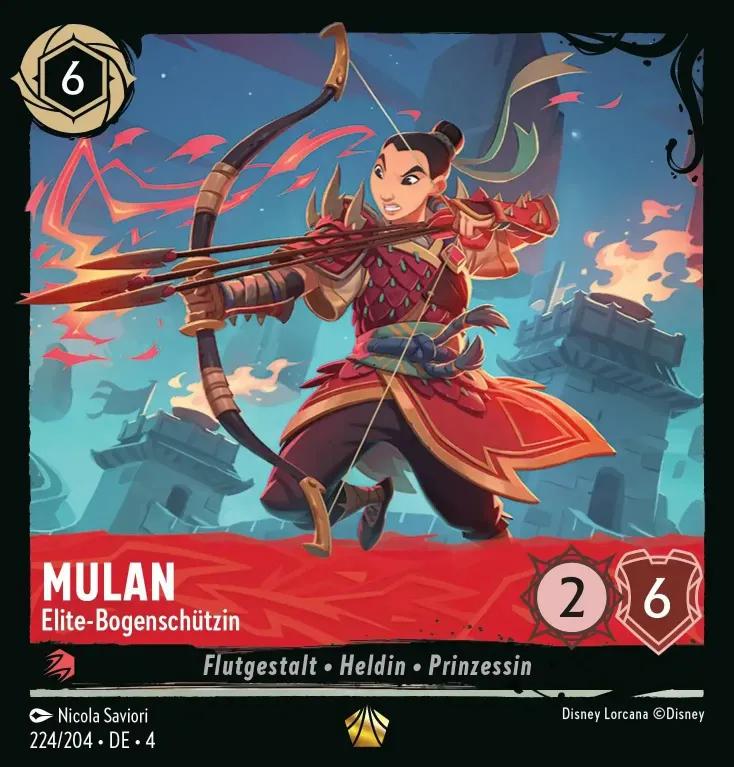 6
MULAN
Elite-Bogenschützin
2
6
Flutgestalt • Heldin • Prinzessin
Nicola Saviori
Disney Lorcana ©Disney
224/204 • DE • 4